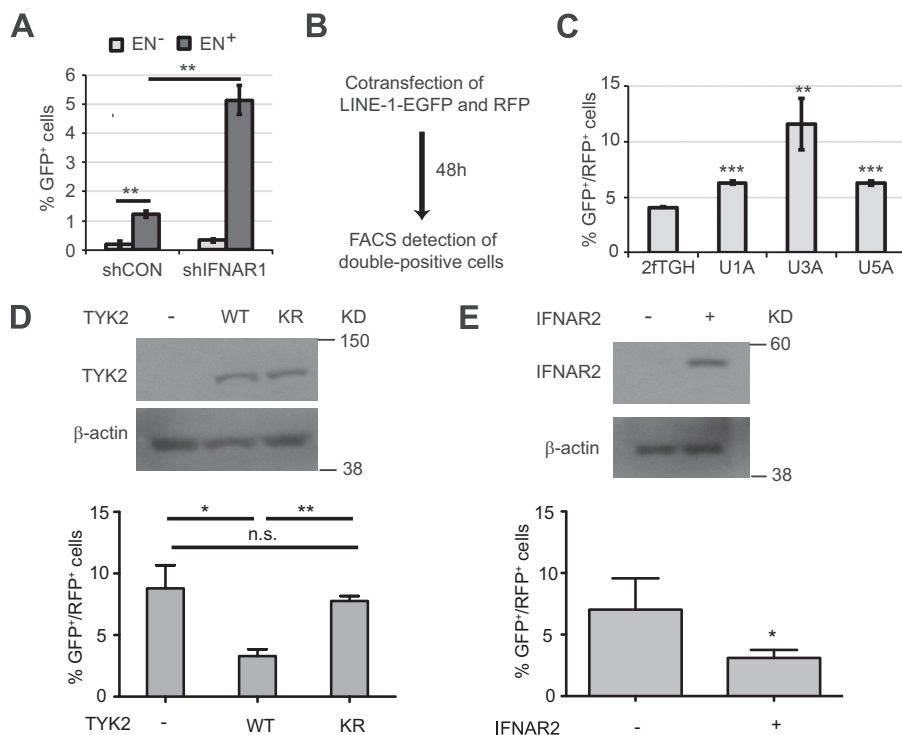 A
EN- EN+
% GFP+ cells
6
5
4
3
2
1
0
**
**
shCON shIFNAR1
B
Cotransfection of
LINE-1-EGFP and RFP
48h
FACS detection of
double-positive cells
C
% GFP+/RFP+ cells
15
10
5
0
***
**
***
2fTGH U1A U3A U5A
D
TYK2 - WT KR KD
150
TYK2
β-actin
38
% GFP+/RFP+ cells
15
10
5
0
* **
n.s.
TYK2 - WT KR
E
IFNAR2 - + KD
60
IFNAR2
β-actin
38
% GFP+/RFP+ cells
15
10
5
0
*
IFNAR2 - +